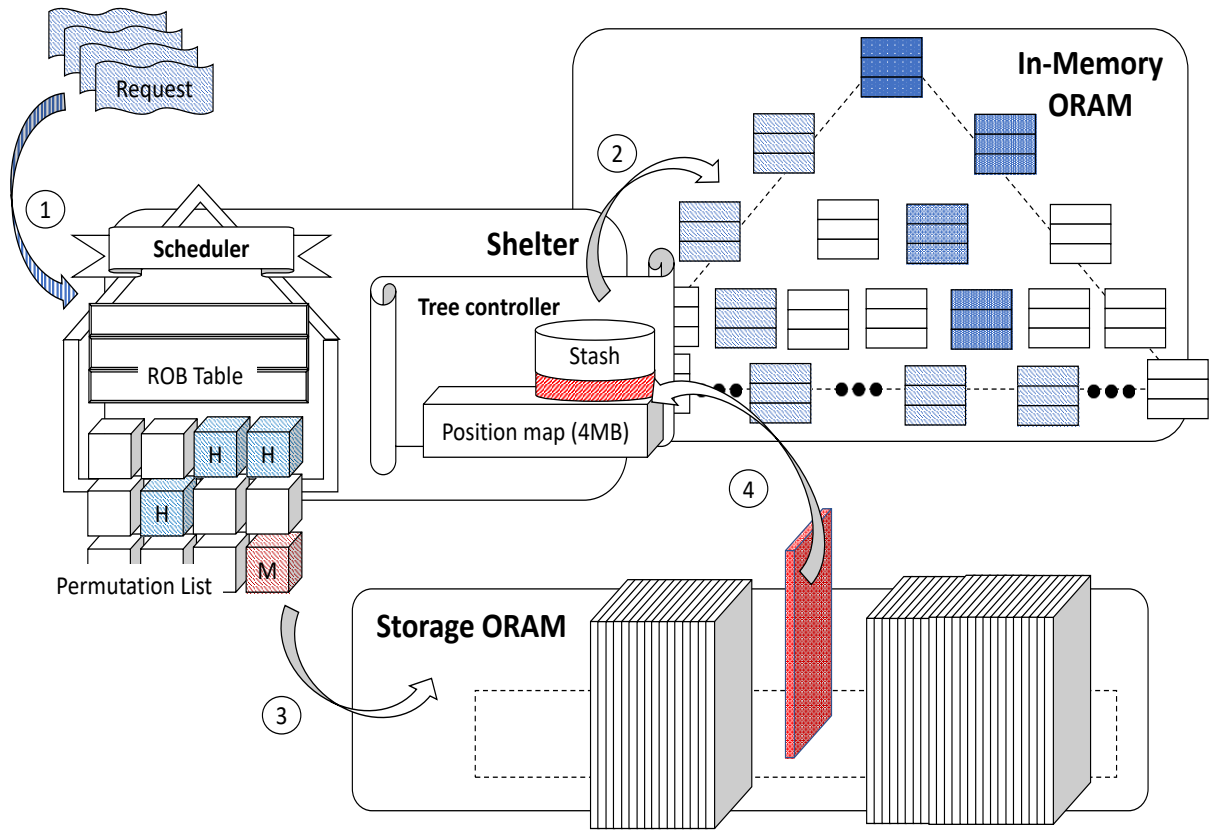 Request
In-Memory
ORAM
2
1
Scheduler
Shelter
Tree controller
Stash
ROB Table
Position map (4MB)
H
H
H
4
M
Permutation List
Storage ORAM
3